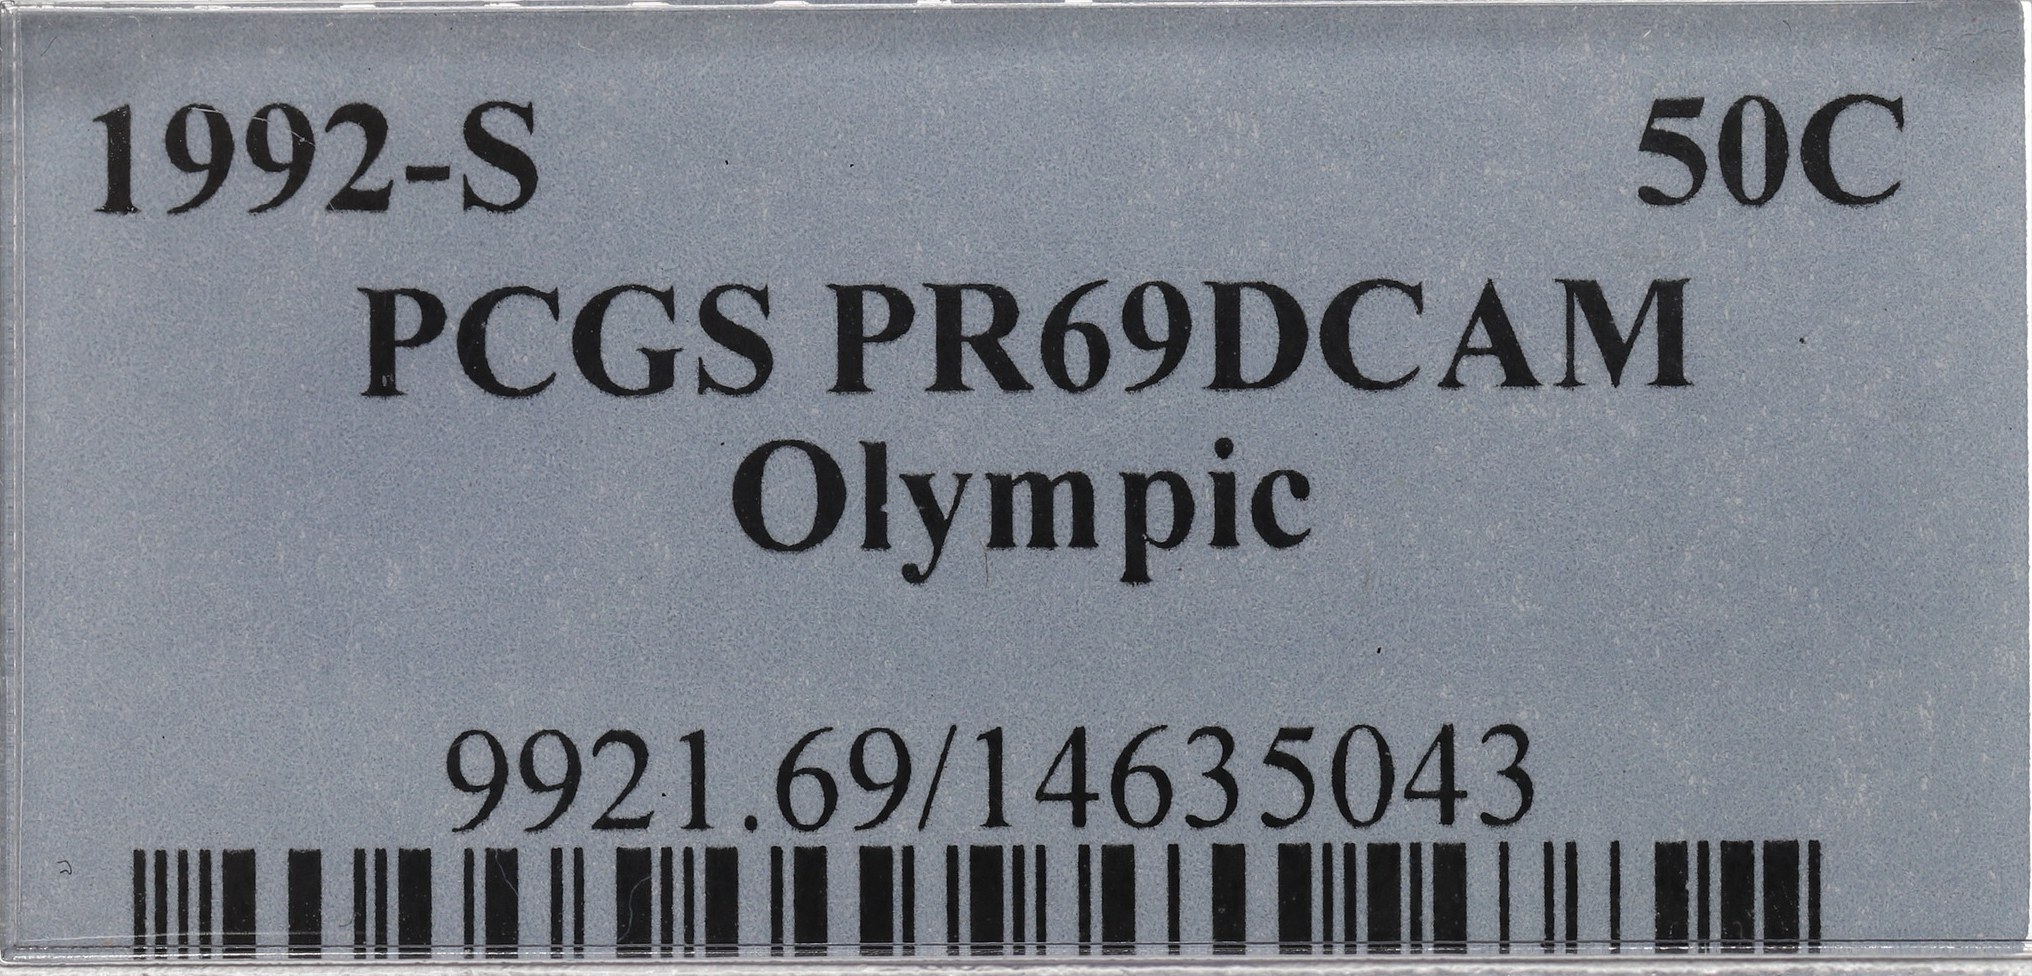 1992-S 50C
PCGS PR69DCAM
Olympic
9921.69/14635043